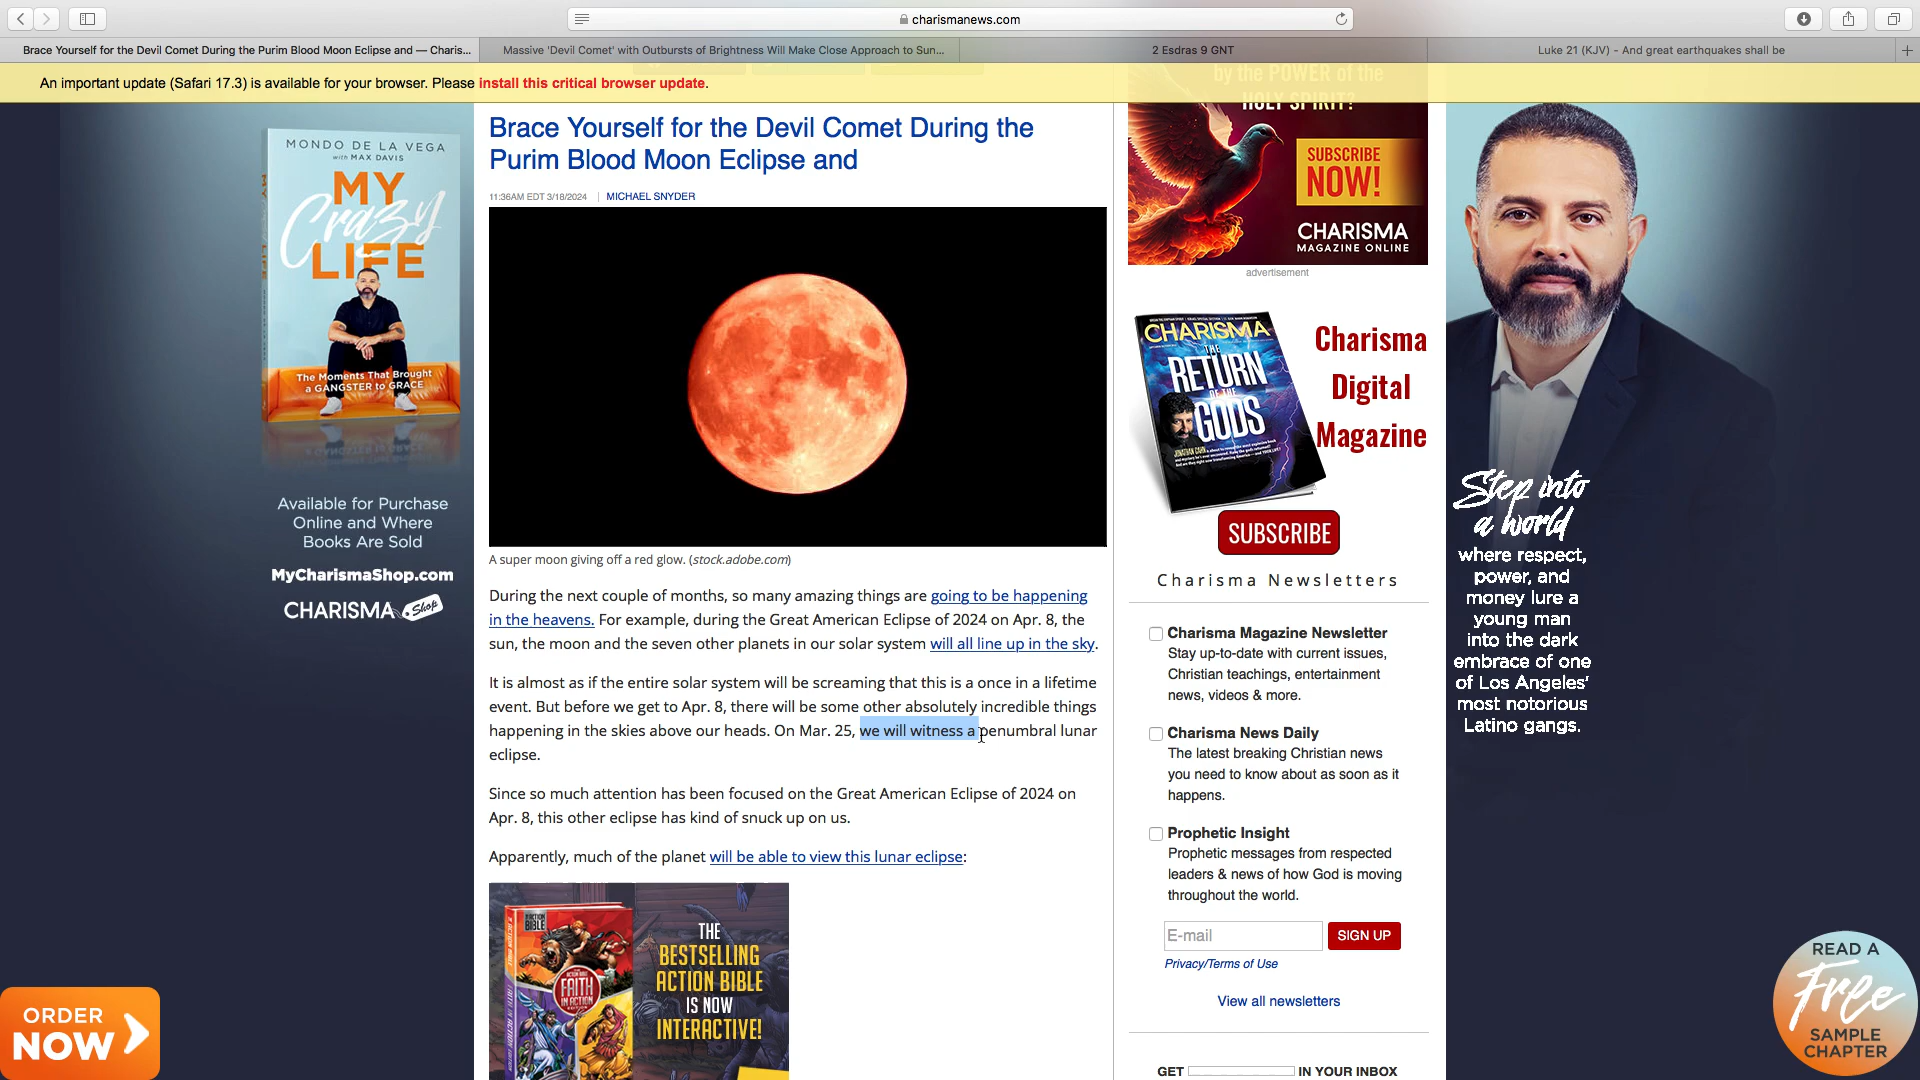 charismanews.com
Brace Yourself for the Devil Comet During the Purim Blood Moon Eclipse and — Charis...
Massive 'Devil Comet' with Outbursts of Brightness Will Make Close Approach to Sun...
2 Esdras 9 GNT
Luke 21 (KJV) - And great earthquakes shall be
An important update (Safari 17.3) is available for your browser. Please install this critical browser update.
MONDO DE LA VEGA
with MAX DAVIS
MY
Crazy
LIFE
The Moments That Brought
a GANGSTER to GRACE
Available for Purchase
Online and Where
Books Are Sold
MyCharismaShop.com
CHARISMA Shop
ORDER
NOW
Brace Yourself for the Devil Comet During the
Purim Blood Moon Eclipse and
11:36AM EDT 3/18/2024 | MICHAEL SNYDER
A super moon giving off a red glow. (stock.adobe.com)
During the next couple of months, so many amazing things are going to be happening
in the heavens. For example, during the Great American Eclipse of 2024 on Apr. 8, the
sun, the moon and the seven other planets in our solar system will all line up in the sky.
It is almost as if the entire solar system will be screaming that this is a once in a lifetime
event. But before we get to Apr. 8, there will be some other absolutely incredible things
happening in the skies above our heads. On Mar. 25, we will witness a penumbral lunar
eclipse.
Since so much attention has been focused on the Great American Eclipse of 2024 on
Apr. 8, this other eclipse has kind of snuck up on us.
Apparently, much of the planet will be able to view this lunar eclipse:
ACTION
BIBLE
FAITH
IN ACTION
THE
BESTSELLING
ACTION BIBLE
IS NOW
INTERACTIVE!
by the POWER of the
HOLY SPIRIT?
SUBSCRIBE
NOW!
CHARISMA
MAGAZINE ONLINE
advertisement
CHARISMA
THE
RETURN
OF THE
GODS
Charisma
Digital
Magazine
SUBSCRIBE
Charisma Newsletters
Charisma Magazine Newsletter
Stay up-to-date with current issues,
Christian teachings, entertainment
news, videos & more.
Charisma News Daily
The latest breaking Christian news
you need to know about as soon as it
happens.
Prophetic Insight
Prophetic messages from respected
leaders & news of how God is moving
throughout the world.
E-mail
SIGN UP
Privacy/Terms of Use
View all newsletters
GET IN YOUR INBOX
Step into
a world
where respect,
power, and
money lure a
young man
into the dark
embrace of one
of Los Angeles'
most notorious
Latino gangs.
READ A
Free
SAMPLE
CHAPTER